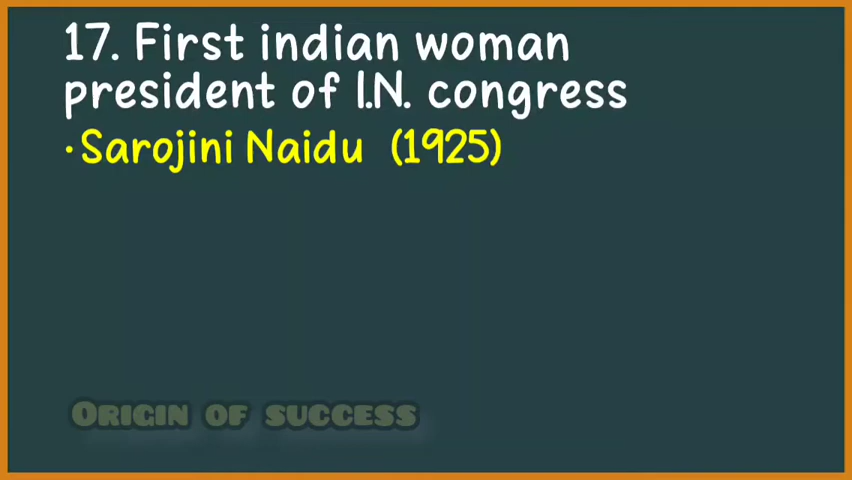 17. First indian woman
president of I.N. congress
•Sarojini Naidu (1925)
Origin of success